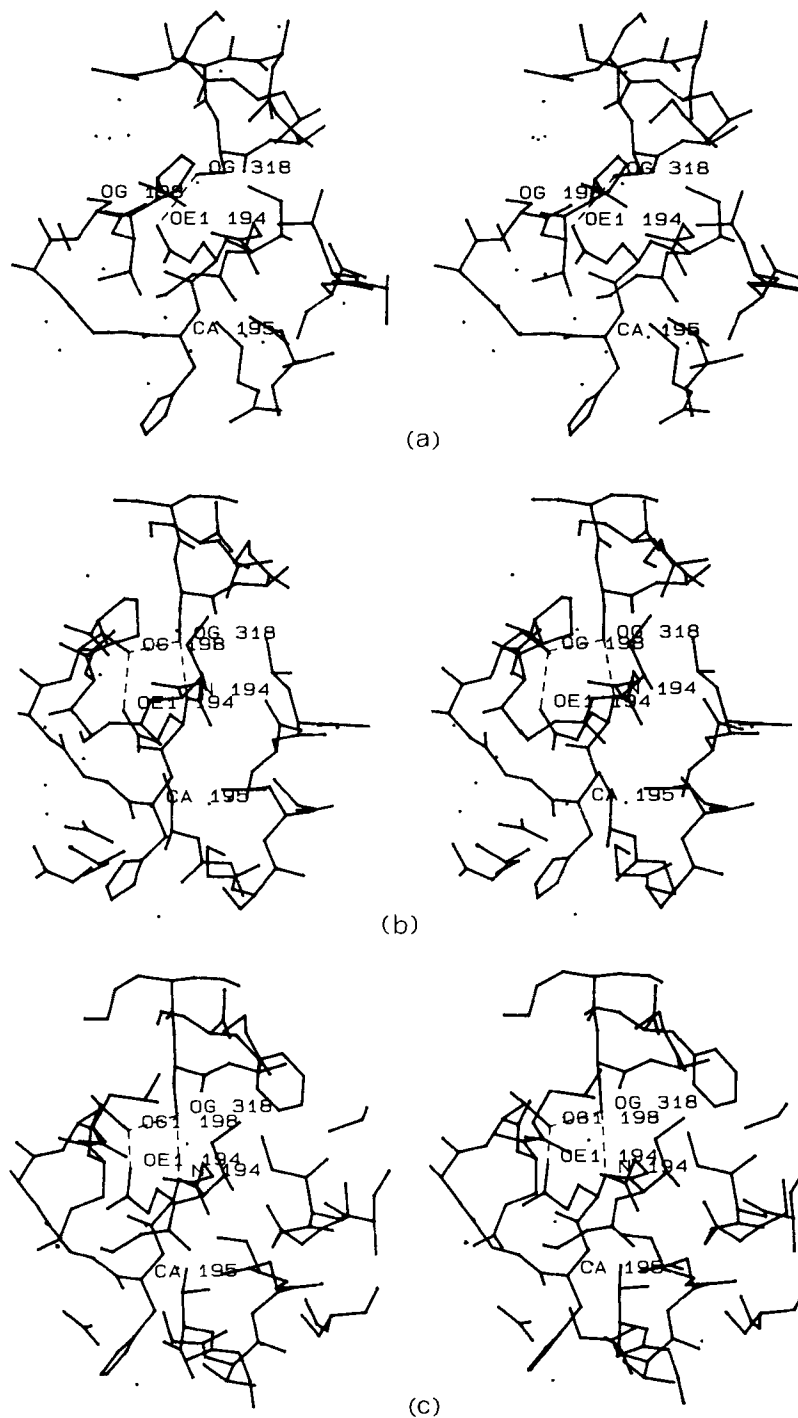 OG 318 OG 318
OG 198 OG 198
OE1 194 OE1 194
CA 195 CA 195
(a)
OG 318 OG 318
OG 198 OG 198
N 194 N 194
OE1 194 OE1 194
CA 195 CA 195
(b)
OG 318 OG 318
OG1 198 OG1 198
OE1 194 OE1 194
N 194 N 194
CA 195 CA 195
(c)